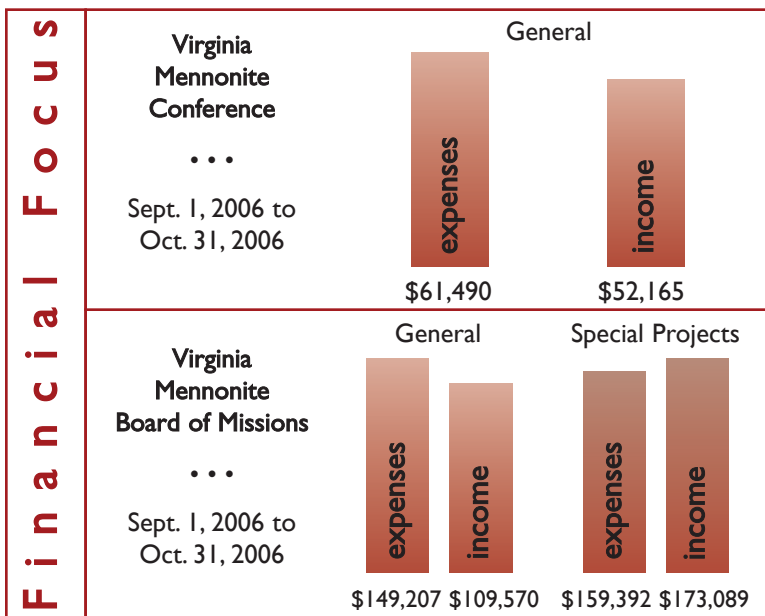 Financial Focus
Virginia
Mennonite
Conference
• • •
Sept. 1, 2006 to
Oct. 31, 2006
General
expenses
income
$61,490
$52,165
Virginia
Mennonite
Board of Missions
• • •
Sept. 1, 2006 to
Oct. 31, 2006
General
expenses
income
$149,207 $109,570
Special Projects
expenses
income
$159,392 $173,089